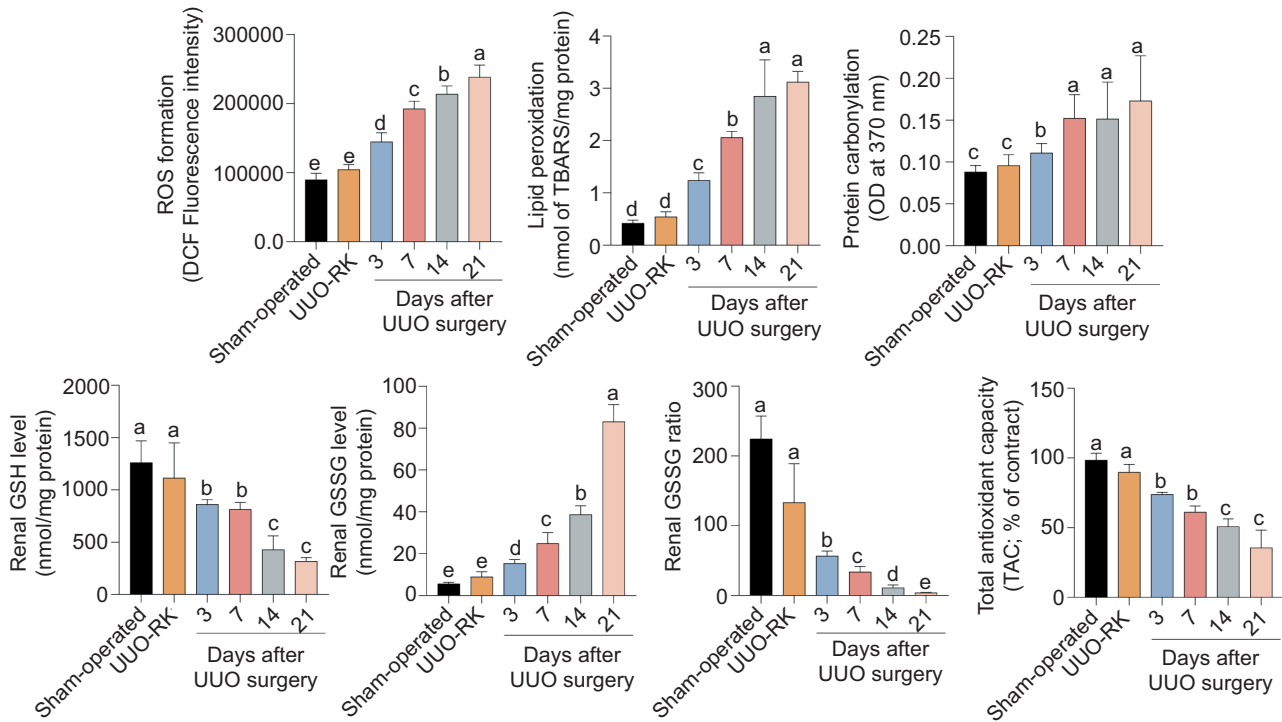 ROS formation
(DCF Fluorescence intensity)
300000
200000
100000
0.0
e
e
d
c
b
a
Sham-operated
UUO-RK
3
7
14
21
Days after
UUO surgery
Lipid peroxidation
(nmol of TBARS/mg protein)
4
3
2
1
0
d
d
c
b
a
a
Sham-operated
UUO-RK
3
7
14
21
Days after
UUO surgery
Protein carbonylation
(OD at 370 nm)
0.25
0.20
0.15
0.10
0.05
0.00
c
c
b
a
a
a
Sham-operated
UUO-RK
3
7
14
21
Days after
UUO surgery
Renal GSH level
(nmol/mg protein)
2000
1500
1000
500
0
a
a
b
b
c
c
Sham-operated
UUO-RK
3
7
14
21
Days after
UUO surgery
Renal GSSG level
(nmol/mg protein)
100
80
60
40
20
0
e
e
d
c
b
a
Sham-operated
UUO-RK
3
7
14
21
Days after
UUO surgery
Renal GSSG ratio
300
200
100
0
a
a
b
c
d
e
Sham-operated
UUO-RK
3
7
14
21
Days after
UUO surgery
Total antioxidant capacity
(TAC; % of contract)
150
100
50
0
a
a
b
b
c
c
Sham-operated
UUO-RK
3
7
14
21
Days after
UUO surgery